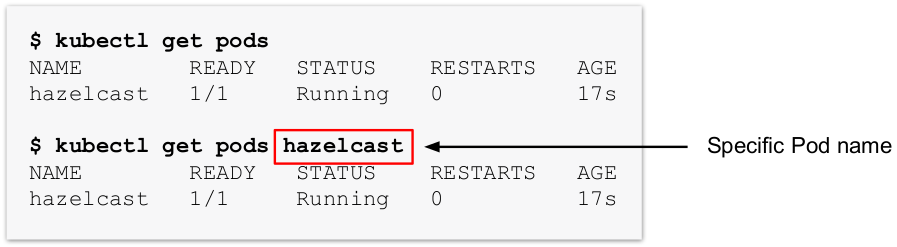 $ kubectl get pods
NAME READY STATUS RESTARTS AGE
hazelcast 1/1 Running 0 17s
$ kubectl get pods hazelcast
Specific Pod name
NAME READY STATUS RESTARTS AGE
hazelcast 1/1 Running 0 17s